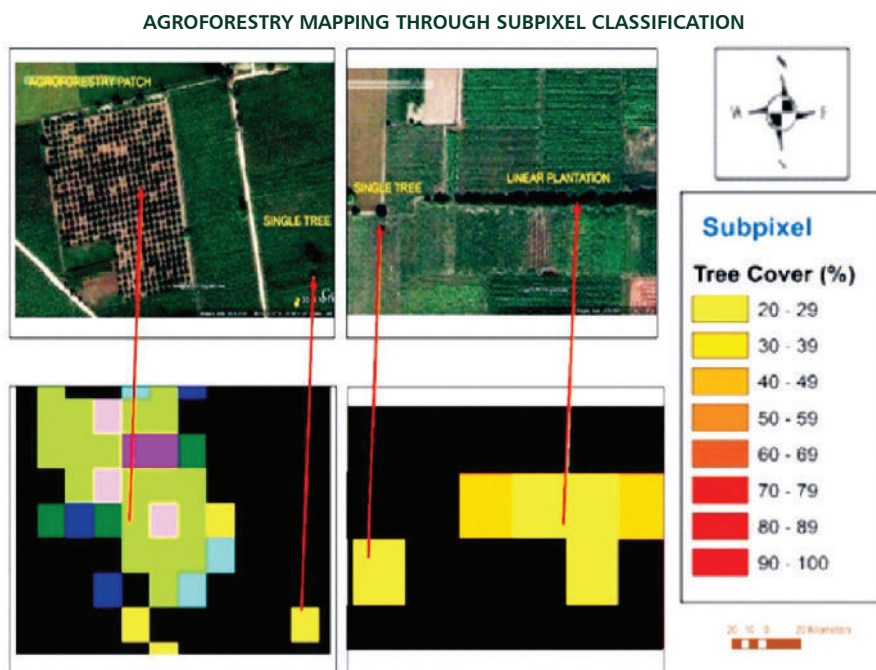 AGROFORESTRY MAPPING THROUGH SUBPIXEL CLASSIFICATION
AGROFORESTRY PATCH
SINGLE TREE
SINGLE TREE
LINEAR PLANTATION
W
E
Subpixel
Tree Cover (%)
20 - 29
30 - 39
40 - 49
50 - 59
60 - 69
70 - 79
80 - 89
90 - 100
20 10 0 20 Kilometers